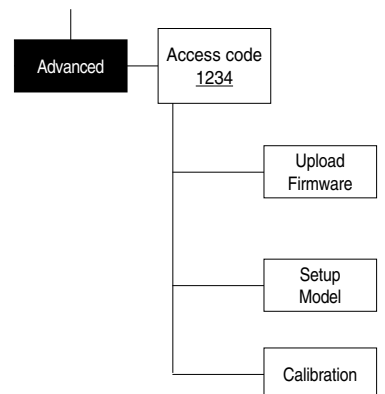 Advanced
Access code
1234
Upload
Firmware
Setup
Model
Calibration